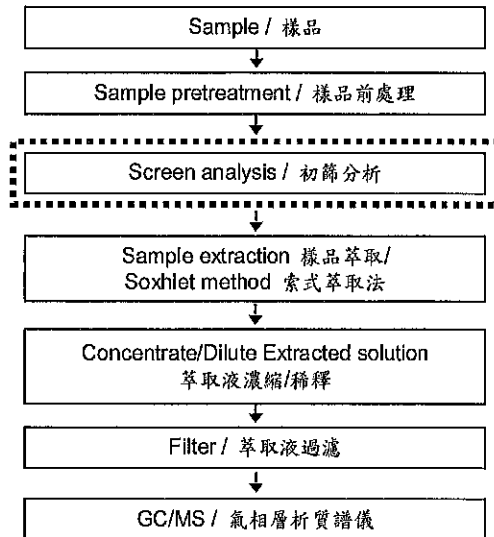 Sample / 樣品
Sample pretreatment / 樣品前處理
Screen analysis / 初篩分析
Sample extraction 樣品萃取/
Soxhlet method 索式萃取法
Concentrate/Dilute Extracted solution
萃取液濃縮/稀釋
Filter / 萃取液過濾
GC/MS / 氣相層析質譜儀